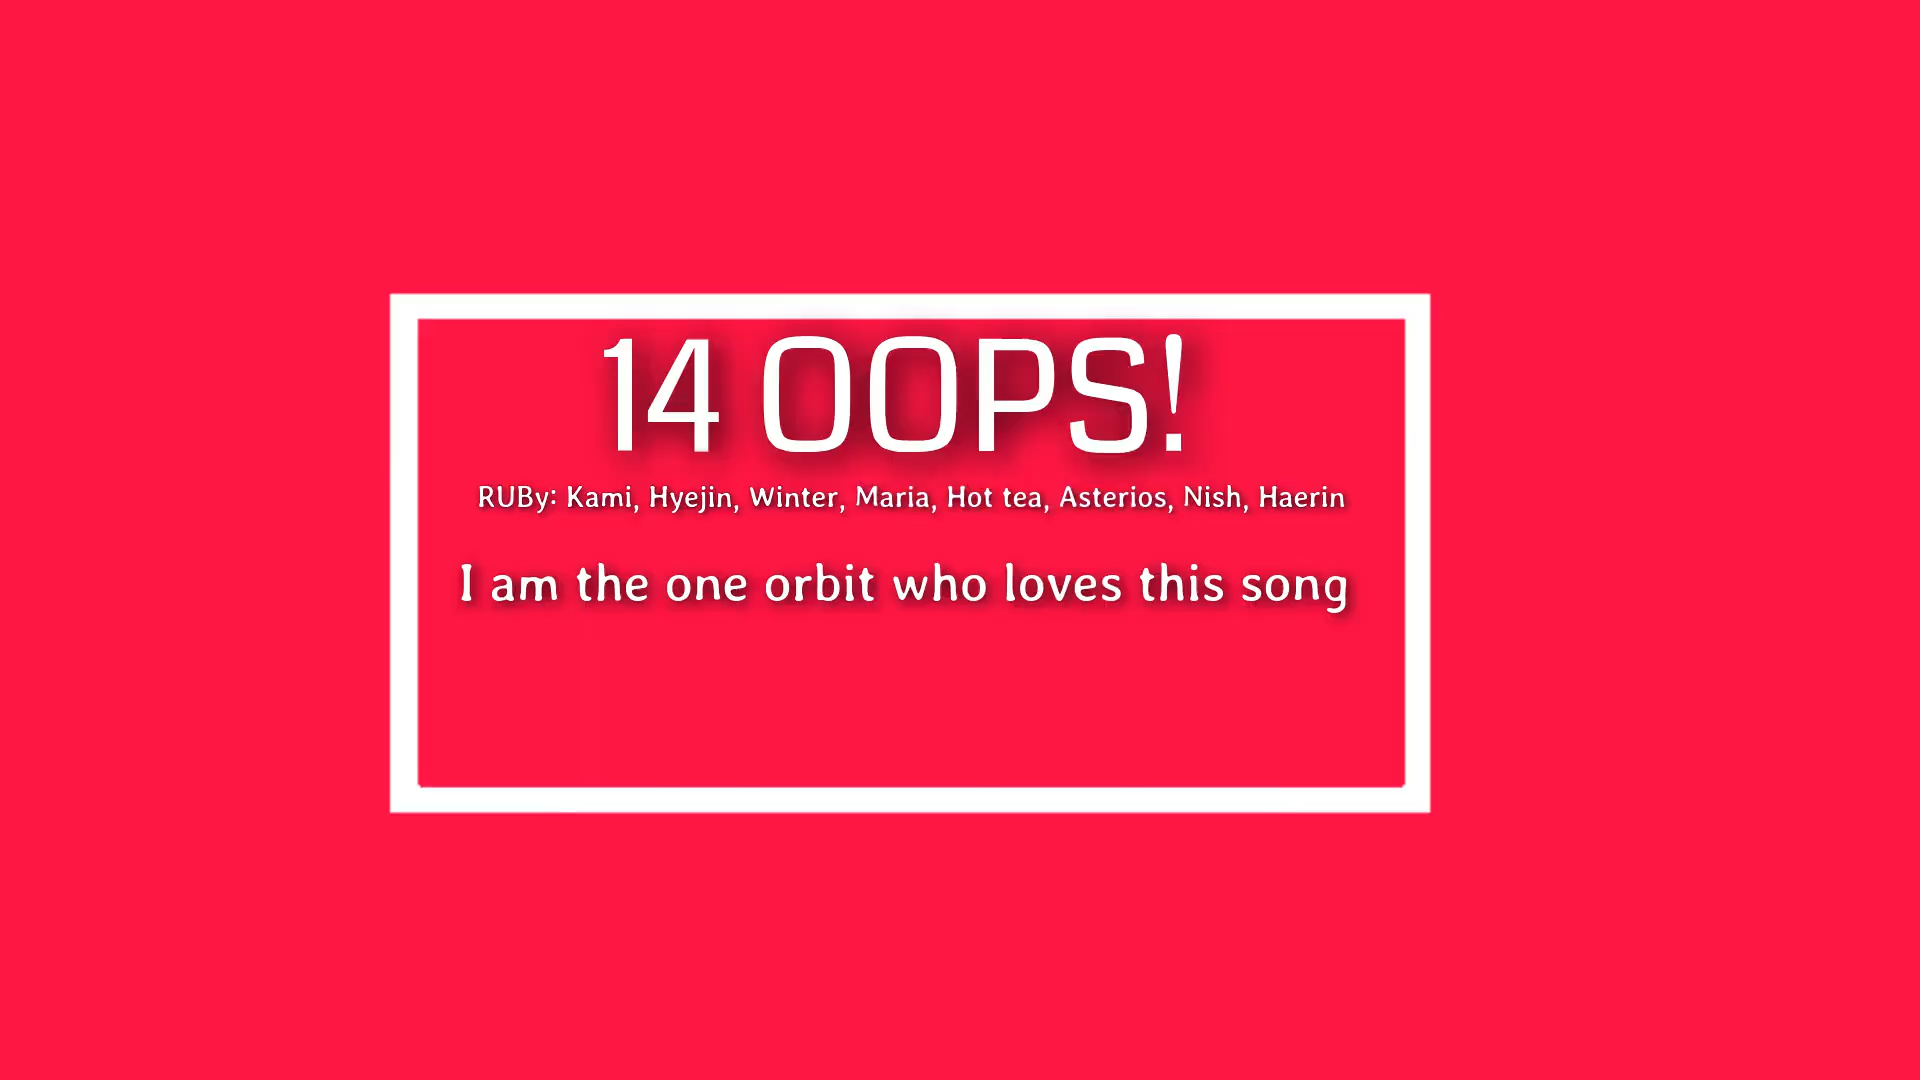 14 OOPS!
RUBy: Kami, Hyejin, Winter, Maria, Hot tea, Asterios, Nish, Haerin
I am the one orbit who loves this song